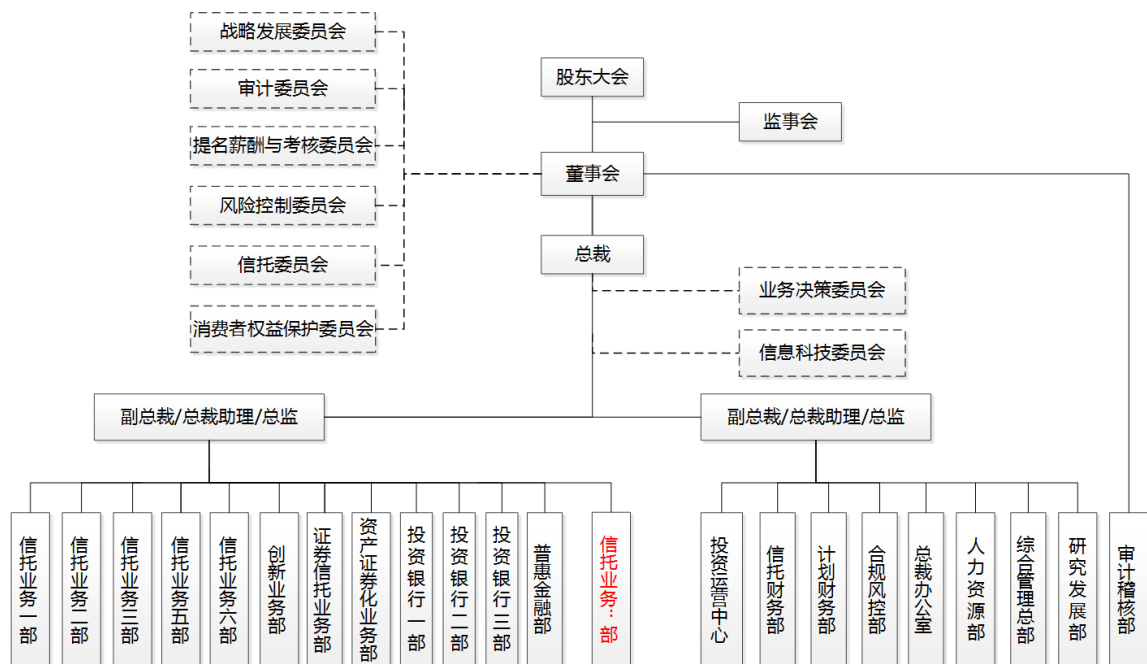 战略发展委员会
审计委员会
提名薪酬与考核委员会
风险控制委员会
信托委员会
消费者权益保护委员会
股东大会
监事会
董事会
总裁
业务决策委员会
信息科技委员会
副总裁/总裁助理/总监
副总裁/总裁助理/总监
信托业务一部
信托业务二部
信托业务三部
信托业务五部
信托业务六部
创新业务部
证券信托业务部
资产证券化业务部
投资银行一部
投资银行二部
投资银行三部
普惠金融部
信托业务…部
投资运营中心
信托财务部
计划财务部
合规风控部
总裁办公室
人力资源部
综合管理总部
研究发展部
审计稽核部